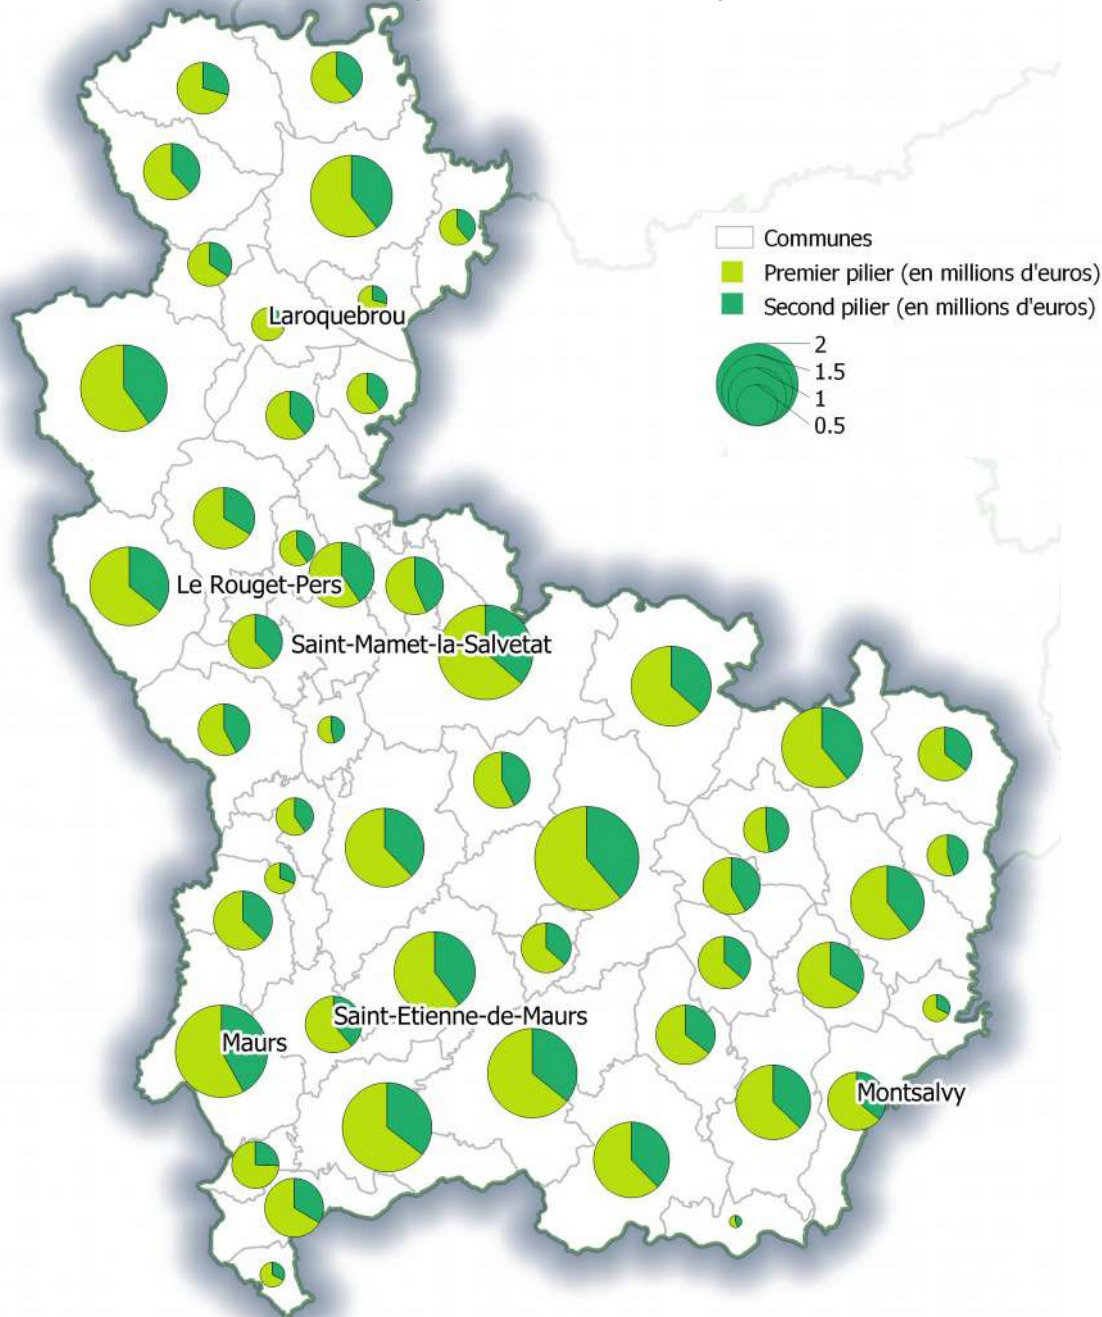 Communes
Premier pilier (en millions d'euros)
Second pilier (en millions d'euros)
2
1.5
1
0.5
Laroquebrou
Le Rouget-Pers
Saint-Mamet-la-Salvetat
Saint-Etienne-de-Maurs
Maurs
Montsalvy